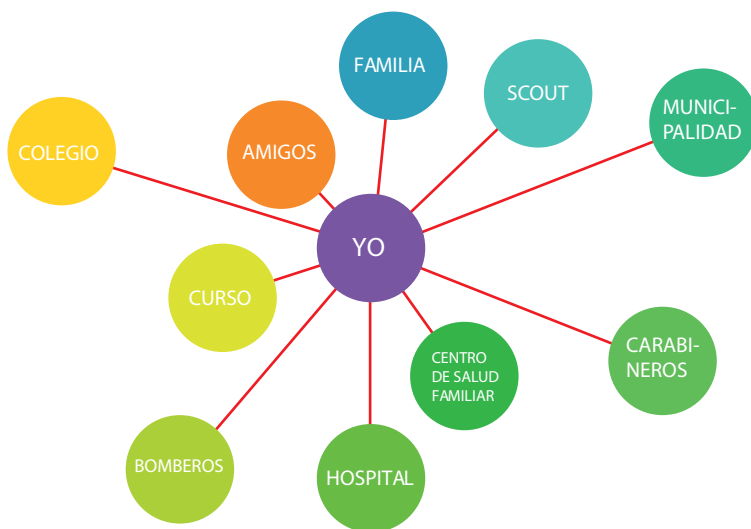 FAMILIA
SCOUT
MUNICI-
PALIDAD
COLEGIO
AMIGOS
YO
CURSO
CENTRO
DE SALUD
FAMILIAR
CARABI-
NEROS
BOMBEROS
HOSPITAL